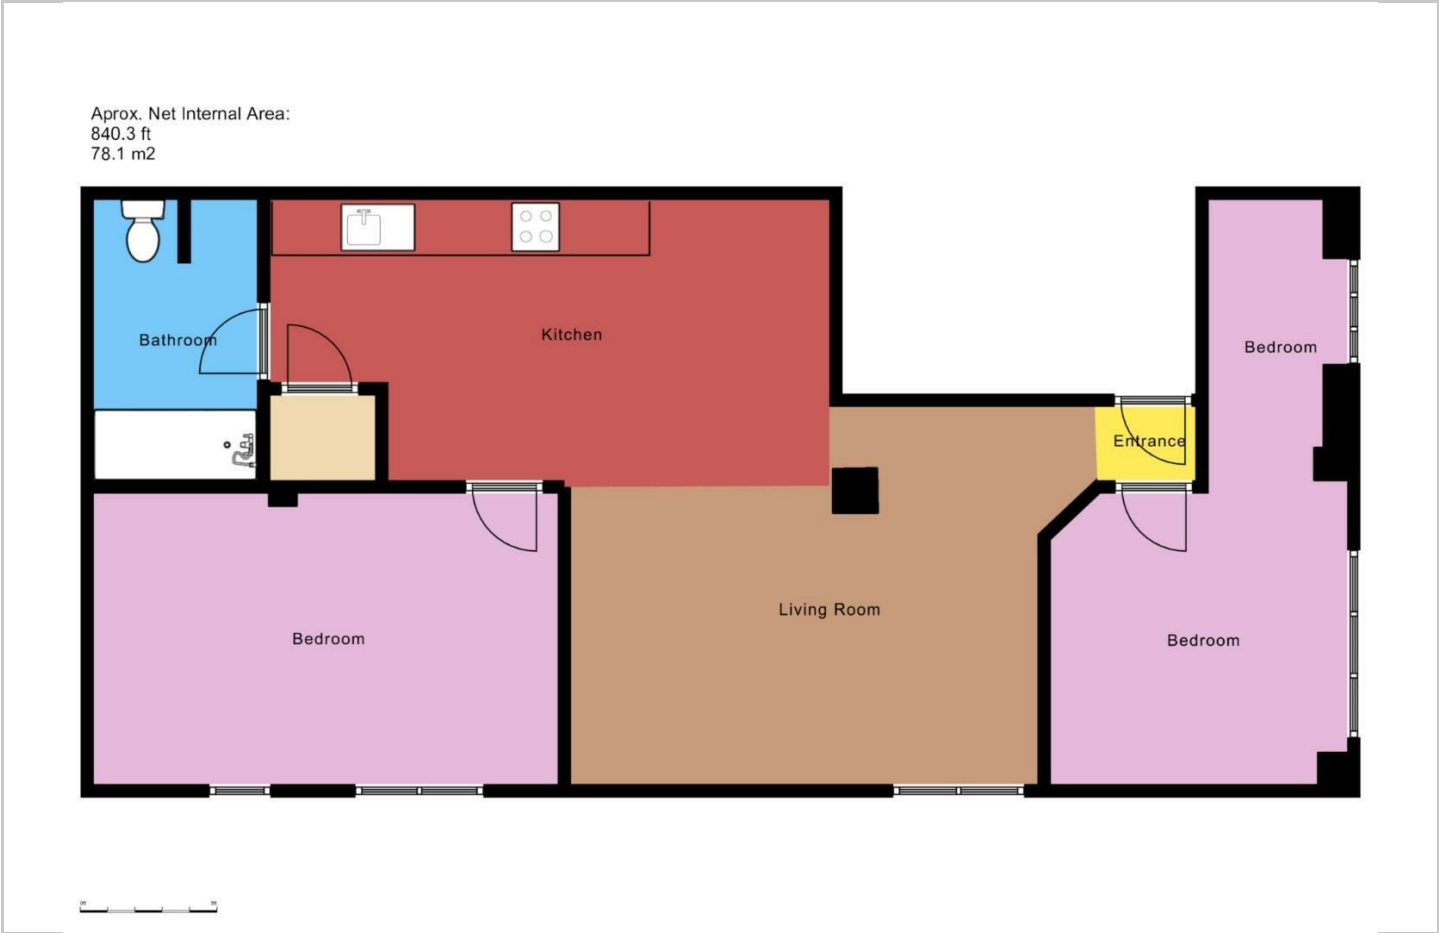 Aprox. Net Internal Area:
840.3 ft
78.1 m2
Bathroom
Kitchen
Bedroom
Entrance
Living Room
Bedroom
Bedroom